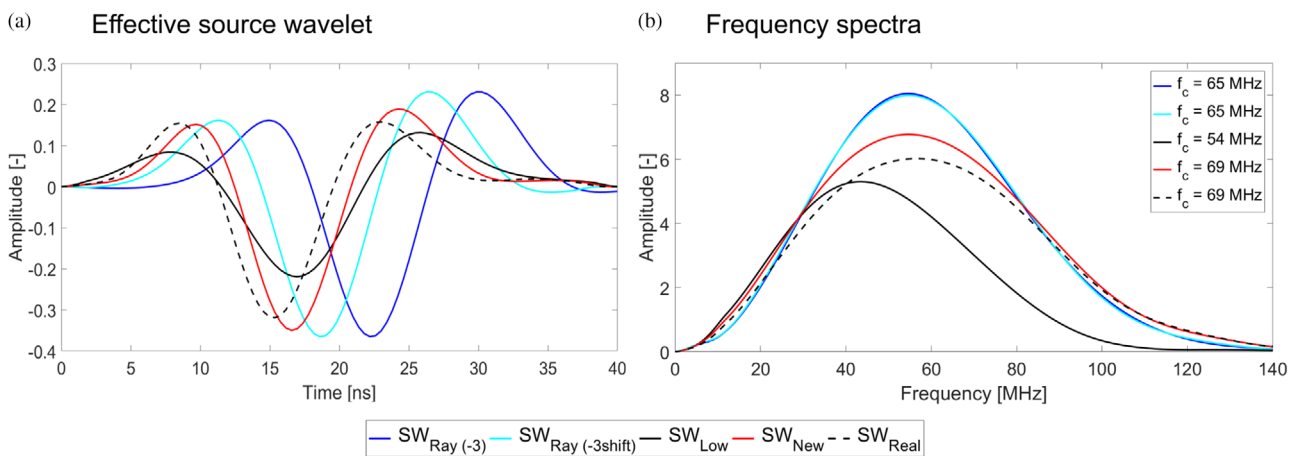 (a) Effective source wavelet
0.3
0.2
0.1
0
-0.1
-0.2
-0.3
-0.4
Amplitude [-]
0 5 10 15 20 25 30 35 40
Time [ns]
(b) Frequency spectra
8
6
4
2
0
Amplitude [-]
0 20 40 60 80 100 120 140
Frequency [MHz]
f_c = 65 MHz
f_c = 65 MHz
f_c = 54 MHz
f_c = 69 MHz
f_c = 69 MHz
SW_Ray (-3) SW_Ray (-3shift) SW_Low SW_New SW_Real